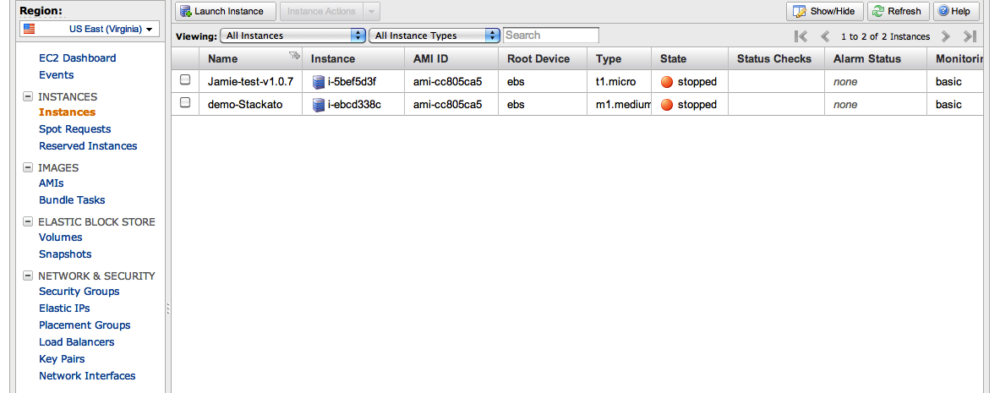 Region:
US East (Virginia)
EC2 Dashboard
Events
INSTANCES
Instances
Spot Requests
Reserved Instances
IMAGES
AMIs
Bundle Tasks
ELASTIC BLOCK STORE
Volumes
Snapshots
NETWORK & SECURITY
Security Groups
Elastic IPs
Placement Groups
Load Balancers
Key Pairs
Network Interfaces
Launch Instance Instance Actions Show/Hide Refresh Help
Viewing: All Instances All Instance Types Search 1 to 2 of 2 Instances
Name Instance AMI ID Root Device Type State Status Checks Alarm Status Monitorin
Jamie-test-v1.0.7 i-5bef5d3f ami-cc805ca5 ebs t1.micro stopped none basic
demo-Stackato i-ebcd338c ami-cc805ca5 ebs m1.medium stopped none basic